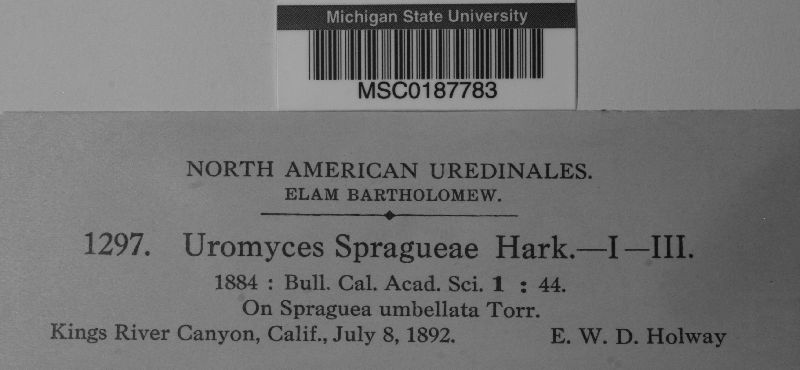 Michigan State University
MSC0187783
NORTH AMERICAN UREDINALES.
ELAM BARTHOLOMEW.
1297. Uromyces Spragueae Hark.—I—III.
1884 : Bull. Cal. Acad. Sci. 1 : 44.
On Spraguea umbellata Torr.
Kings River Canyon, Calif., July 8, 1892. E. W. D. Holway